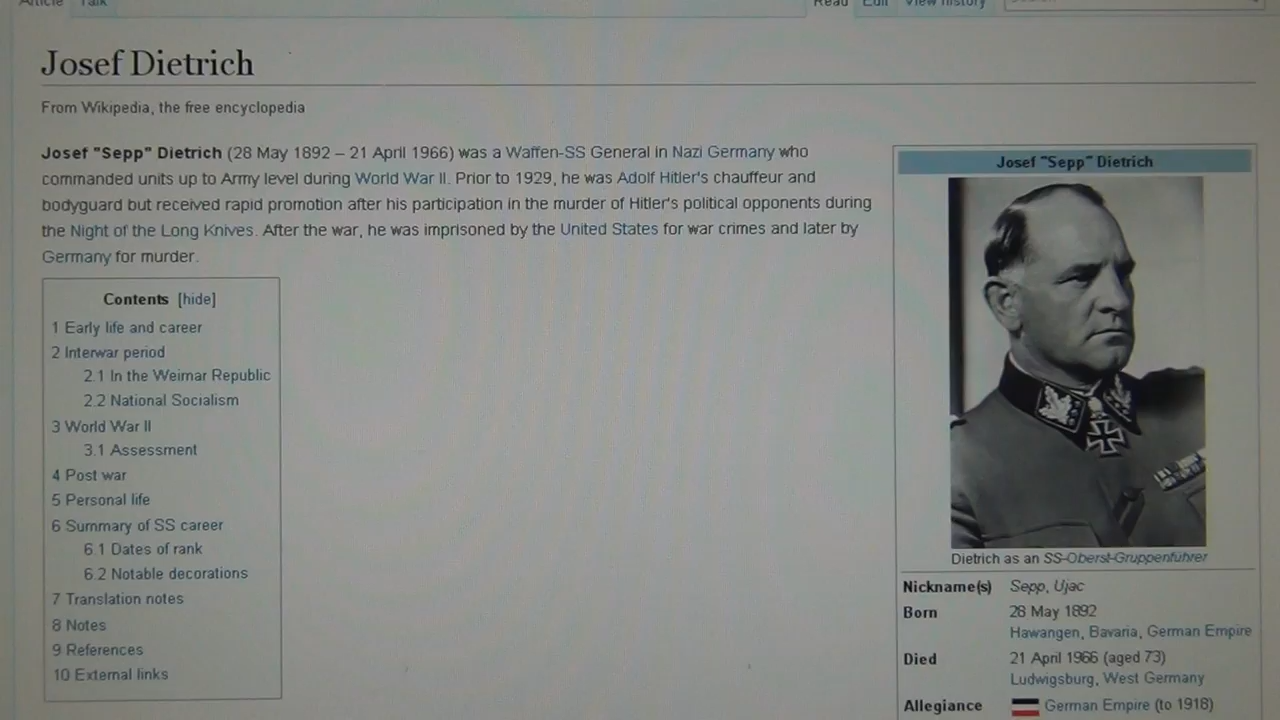 Article Talk
Read Edit View history
Josef Dietrich
From Wikipedia, the free encyclopedia
Josef "Sepp" Dietrich (28 May 1892 – 21 April 1966) was a Waffen-SS General in Nazi Germany who
commanded units up to Army level during World War II. Prior to 1929, he was Adolf Hitler's chauffeur and
bodyguard but received rapid promotion after his participation in the murder of Hitler's political opponents during
the Night of the Long Knives. After the war, he was imprisoned by the United States for war crimes and later by
Germany for murder.
Contents [hide]
1 Early life and career
2 Interwar period
2.1 In the Weimar Republic
2.2 National Socialism
3 World War II
3.1 Assessment
4 Post war
5 Personal life
6 Summary of SS career
6.1 Dates of rank
6.2 Notable decorations
7 Translation notes
8 Notes
9 References
10 External links
Josef "Sepp" Dietrich
Dietrich as an SS-Oberst-Gruppenführer
Nickname(s) Sepp, Ujac
Born 28 May 1892
Hawangen, Bavaria, German Empire
Died 21 April 1966 (aged 73)
Ludwigsburg, West Germany
Allegiance German Empire (to 1918)